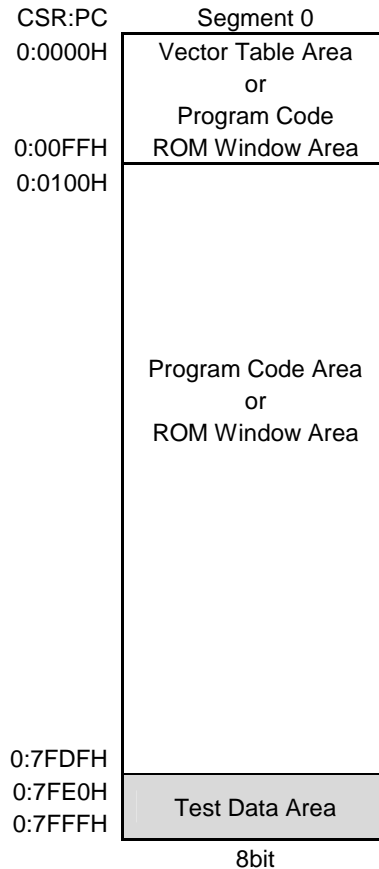 CSR:PC Segment 0
0:0000H Vector Table Area
or
Program Code
0:00FFH ROM Window Area
0:0100H
Program Code Area
or
ROM Window Area
0:7FDFH
0:7FE0H
Test Data Area
0:7FFFH
8bit